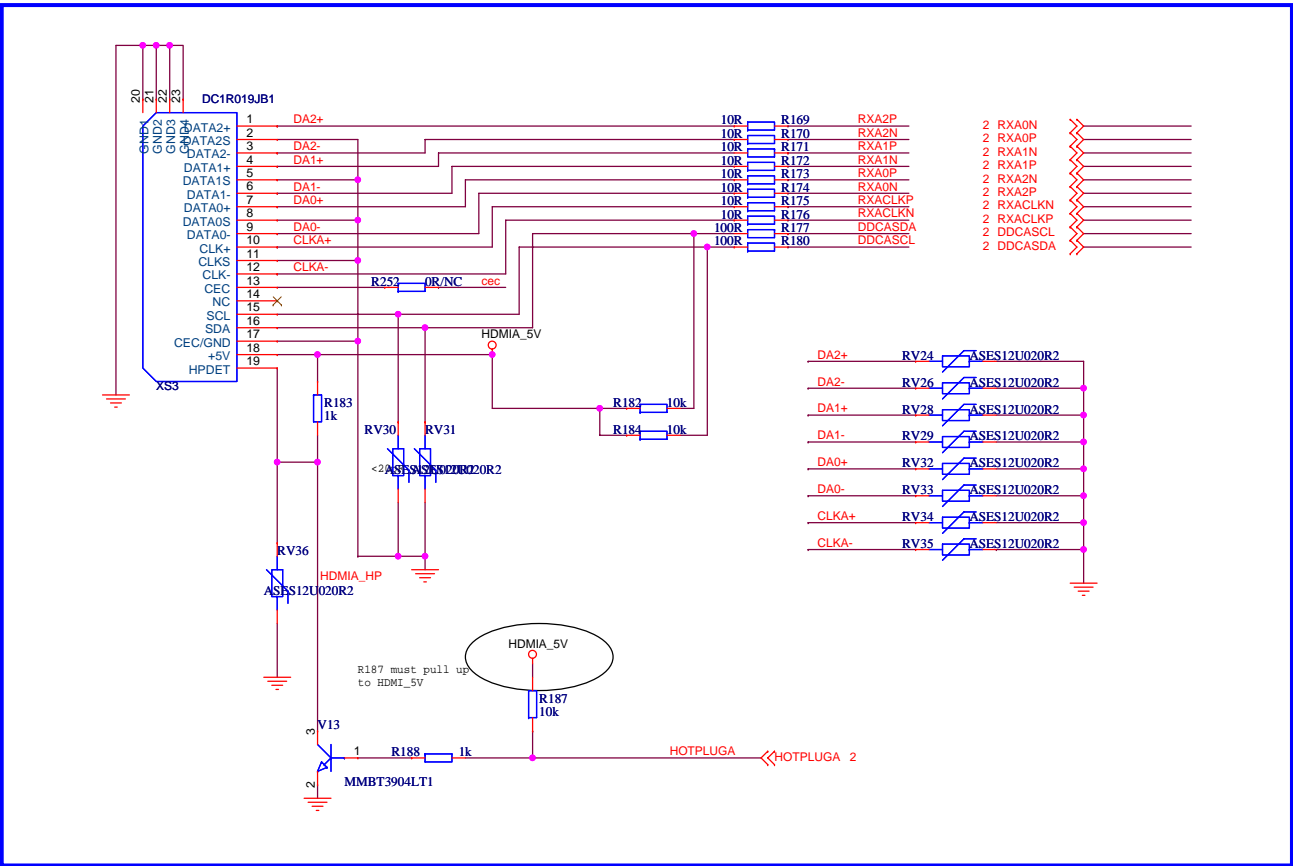 DC1R019JB1
20
21
22
23
GND1
GND2
GND3
GND4
DATA2+ 1 DA2+
DATA2S 2
DATA2- 3 DA2-
DATA1+ 4 DA1+
DATA1S 5
DATA1- 6 DA1-
DATA0+ 7 DA0+
DATA0S 8
DATA0- 9 DA0-
CLK+ 10 CLKA+
CLKS 11
CLK- 12 CLKA-
CEC 13 R252 0R/NC cec
NC 14
SCL 15
SDA 16
CEC/GND 17
+5V 18
HPDET 19
XS3
10R R169 RXA2P
10R R170 RXA2N
10R R171 RXA1P
10R R172 RXA1N
10R R173 RXA0P
10R R174 RXA0N
10R R175 RXACLKP
10R R176 RXACLKN
100R R177 DDCASDA
100R R180 DDCASCL
2 RXA0N
2 RXA0P
2 RXA1N
2 RXA1P
2 RXA2N
2 RXA2P
2 RXACLKN
2 RXACLKP
2 DDCASCL
2 DDCASDA
HDMIA_5V
R183
1k
R182 10k
R184 10k
RV30 RV31
DA2+ RV24 ASES12U020R2
DA2- RV26 ASES12U020R2
DA1+ RV28 ASES12U020R2
DA1- RV29 ASES12U020R2
DA0+ RV32 ASES12U020R2
DA0- RV33 ASES12U020R2
CLKA+ RV34 ASES12U020R2
CLKA- RV35 ASES12U020R2
RV36
HDMIA_HP
ASES12U020R2
HDMIA_5V
R187 must pull up
to HDMI_5V
R187
10k
V13
3
1
2
R188 1k
HOTPLUGA
HOTPLUGA 2
MMBT3904LT1